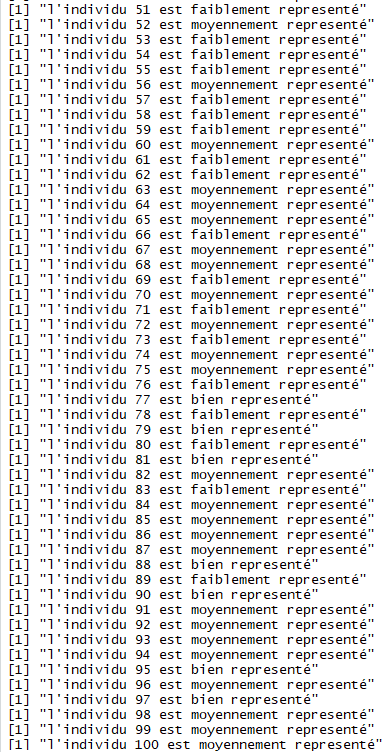 [1] "l'individu 51 est faiblement representé"
[1] "l'individu 52 est moyennement representé"
[1] "l'individu 53 est faiblement representé"
[1] "l'individu 54 est faiblement representé"
[1] "l'individu 55 est faiblement representé"
[1] "l'individu 56 est moyennement representé"
[1] "l'individu 57 est faiblement representé"
[1] "l'individu 58 est faiblement representé"
[1] "l'individu 59 est faiblement representé"
[1] "l'individu 60 est moyennement representé"
[1] "l'individu 61 est faiblement representé"
[1] "l'individu 62 est faiblement representé"
[1] "l'individu 63 est moyennement representé"
[1] "l'individu 64 est moyennement representé"
[1] "l'individu 65 est moyennement representé"
[1] "l'individu 66 est faiblement representé"
[1] "l'individu 67 est moyennement representé"
[1] "l'individu 68 est moyennement representé"
[1] "l'individu 69 est faiblement representé"
[1] "l'individu 70 est moyennement representé"
[1] "l'individu 71 est faiblement representé"
[1] "l'individu 72 est moyennement representé"
[1] "l'individu 73 est faiblement representé"
[1] "l'individu 74 est moyennement representé"
[1] "l'individu 75 est moyennement representé"
[1] "l'individu 76 est faiblement representé"
[1] "l'individu 77 est bien representé"
[1] "l'individu 78 est faiblement representé"
[1] "l'individu 79 est bien representé"
[1] "l'individu 80 est faiblement representé"
[1] "l'individu 81 est bien representé"
[1] "l'individu 82 est moyennement representé"
[1] "l'individu 83 est faiblement representé"
[1] "l'individu 84 est moyennement representé"
[1] "l'individu 85 est moyennement representé"
[1] "l'individu 86 est moyennement representé"
[1] "l'individu 87 est moyennement representé"
[1] "l'individu 88 est bien representé"
[1] "l'individu 89 est faiblement representé"
[1] "l'individu 90 est bien representé"
[1] "l'individu 91 est moyennement representé"
[1] "l'individu 92 est moyennement representé"
[1] "l'individu 93 est moyennement representé"
[1] "l'individu 94 est moyennement representé"
[1] "l'individu 95 est bien representé"
[1] "l'individu 96 est moyennement representé"
[1] "l'individu 97 est bien representé"
[1] "l'individu 98 est moyennement representé"
[1] "l'individu 99 est moyennement representé"
[1] "l'individu 100 est moyennement representé"